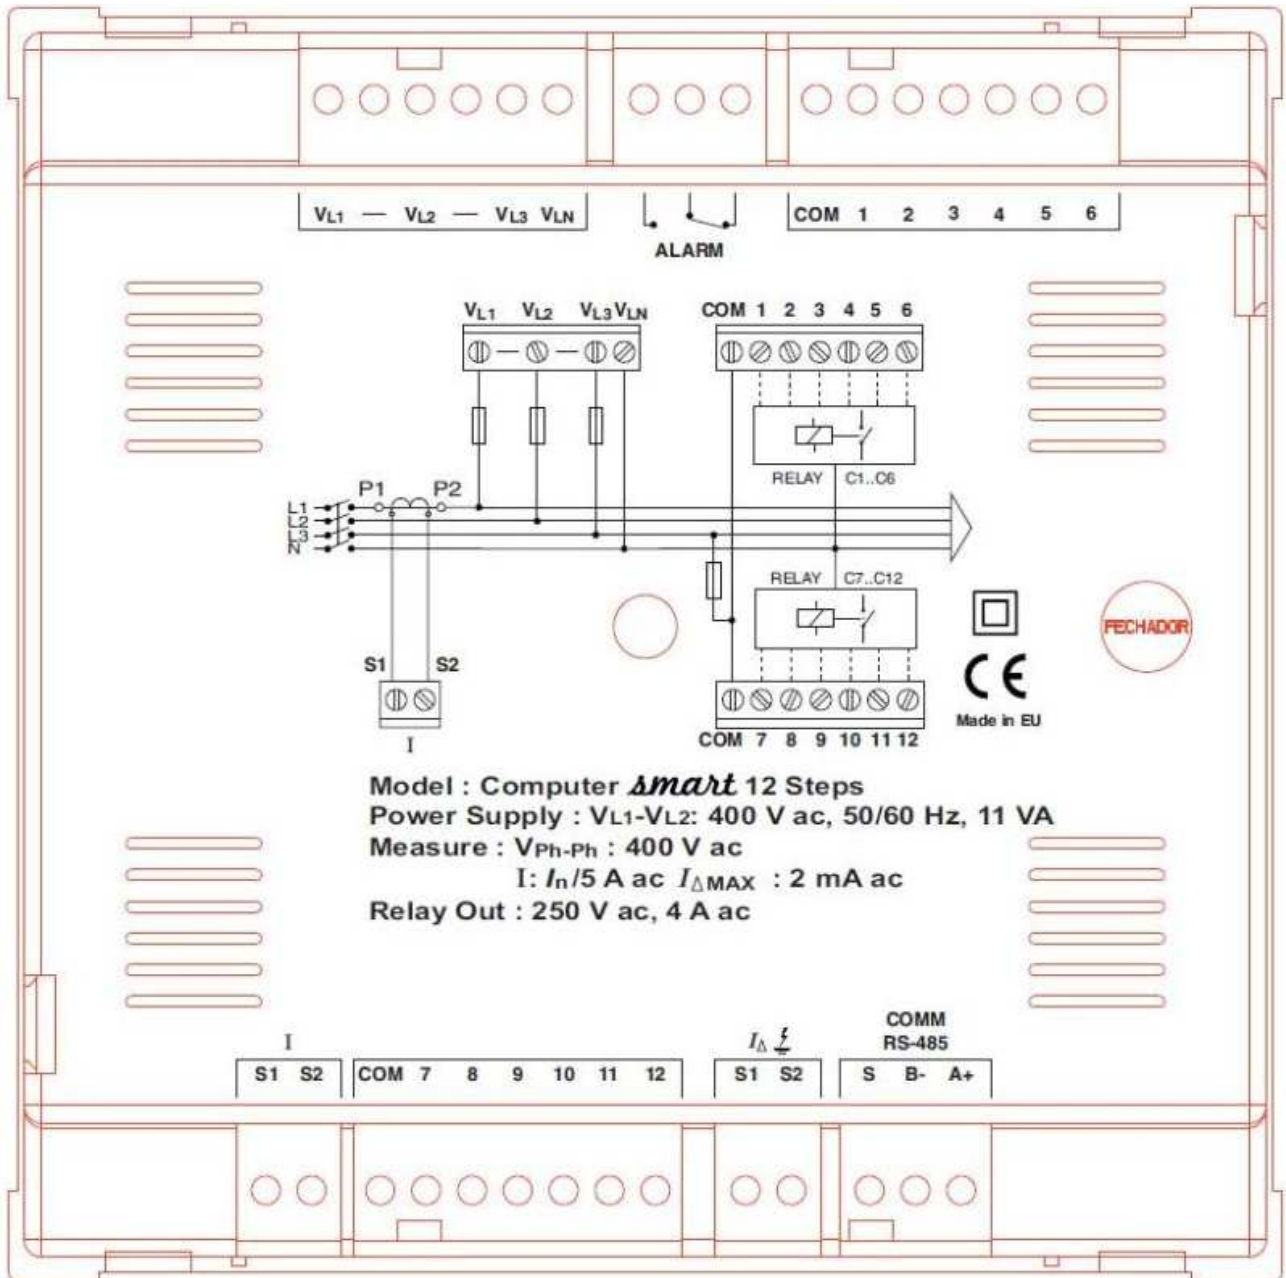 VL1 — VL2 — VL3 VLN
COM 1 2 3 4 5 6
ALARM
VL1 VL2 VL3 VLN
COM 1 2 3 4 5 6
RELAY C1..C6
P1 P2
L1
L2
L3
N
RELAY C7..C12
FECHADOR
S1 S2
CE
Made in EU
I
COM 7 8 9 10 11 12
Model : Computer smart 12 Steps
Power Supply : VL1-VL2: 400 V ac, 50/60 Hz, 11 VA
Measure : VPh-Ph : 400 V ac
I: In/5 A ac IΔMAX : 2 mA ac
Relay Out : 250 V ac, 4 A ac
I
S1 S2
COM 7 8 9 10 11 12
IΔ
S1 S2
COMM
RS-485
S B- A+